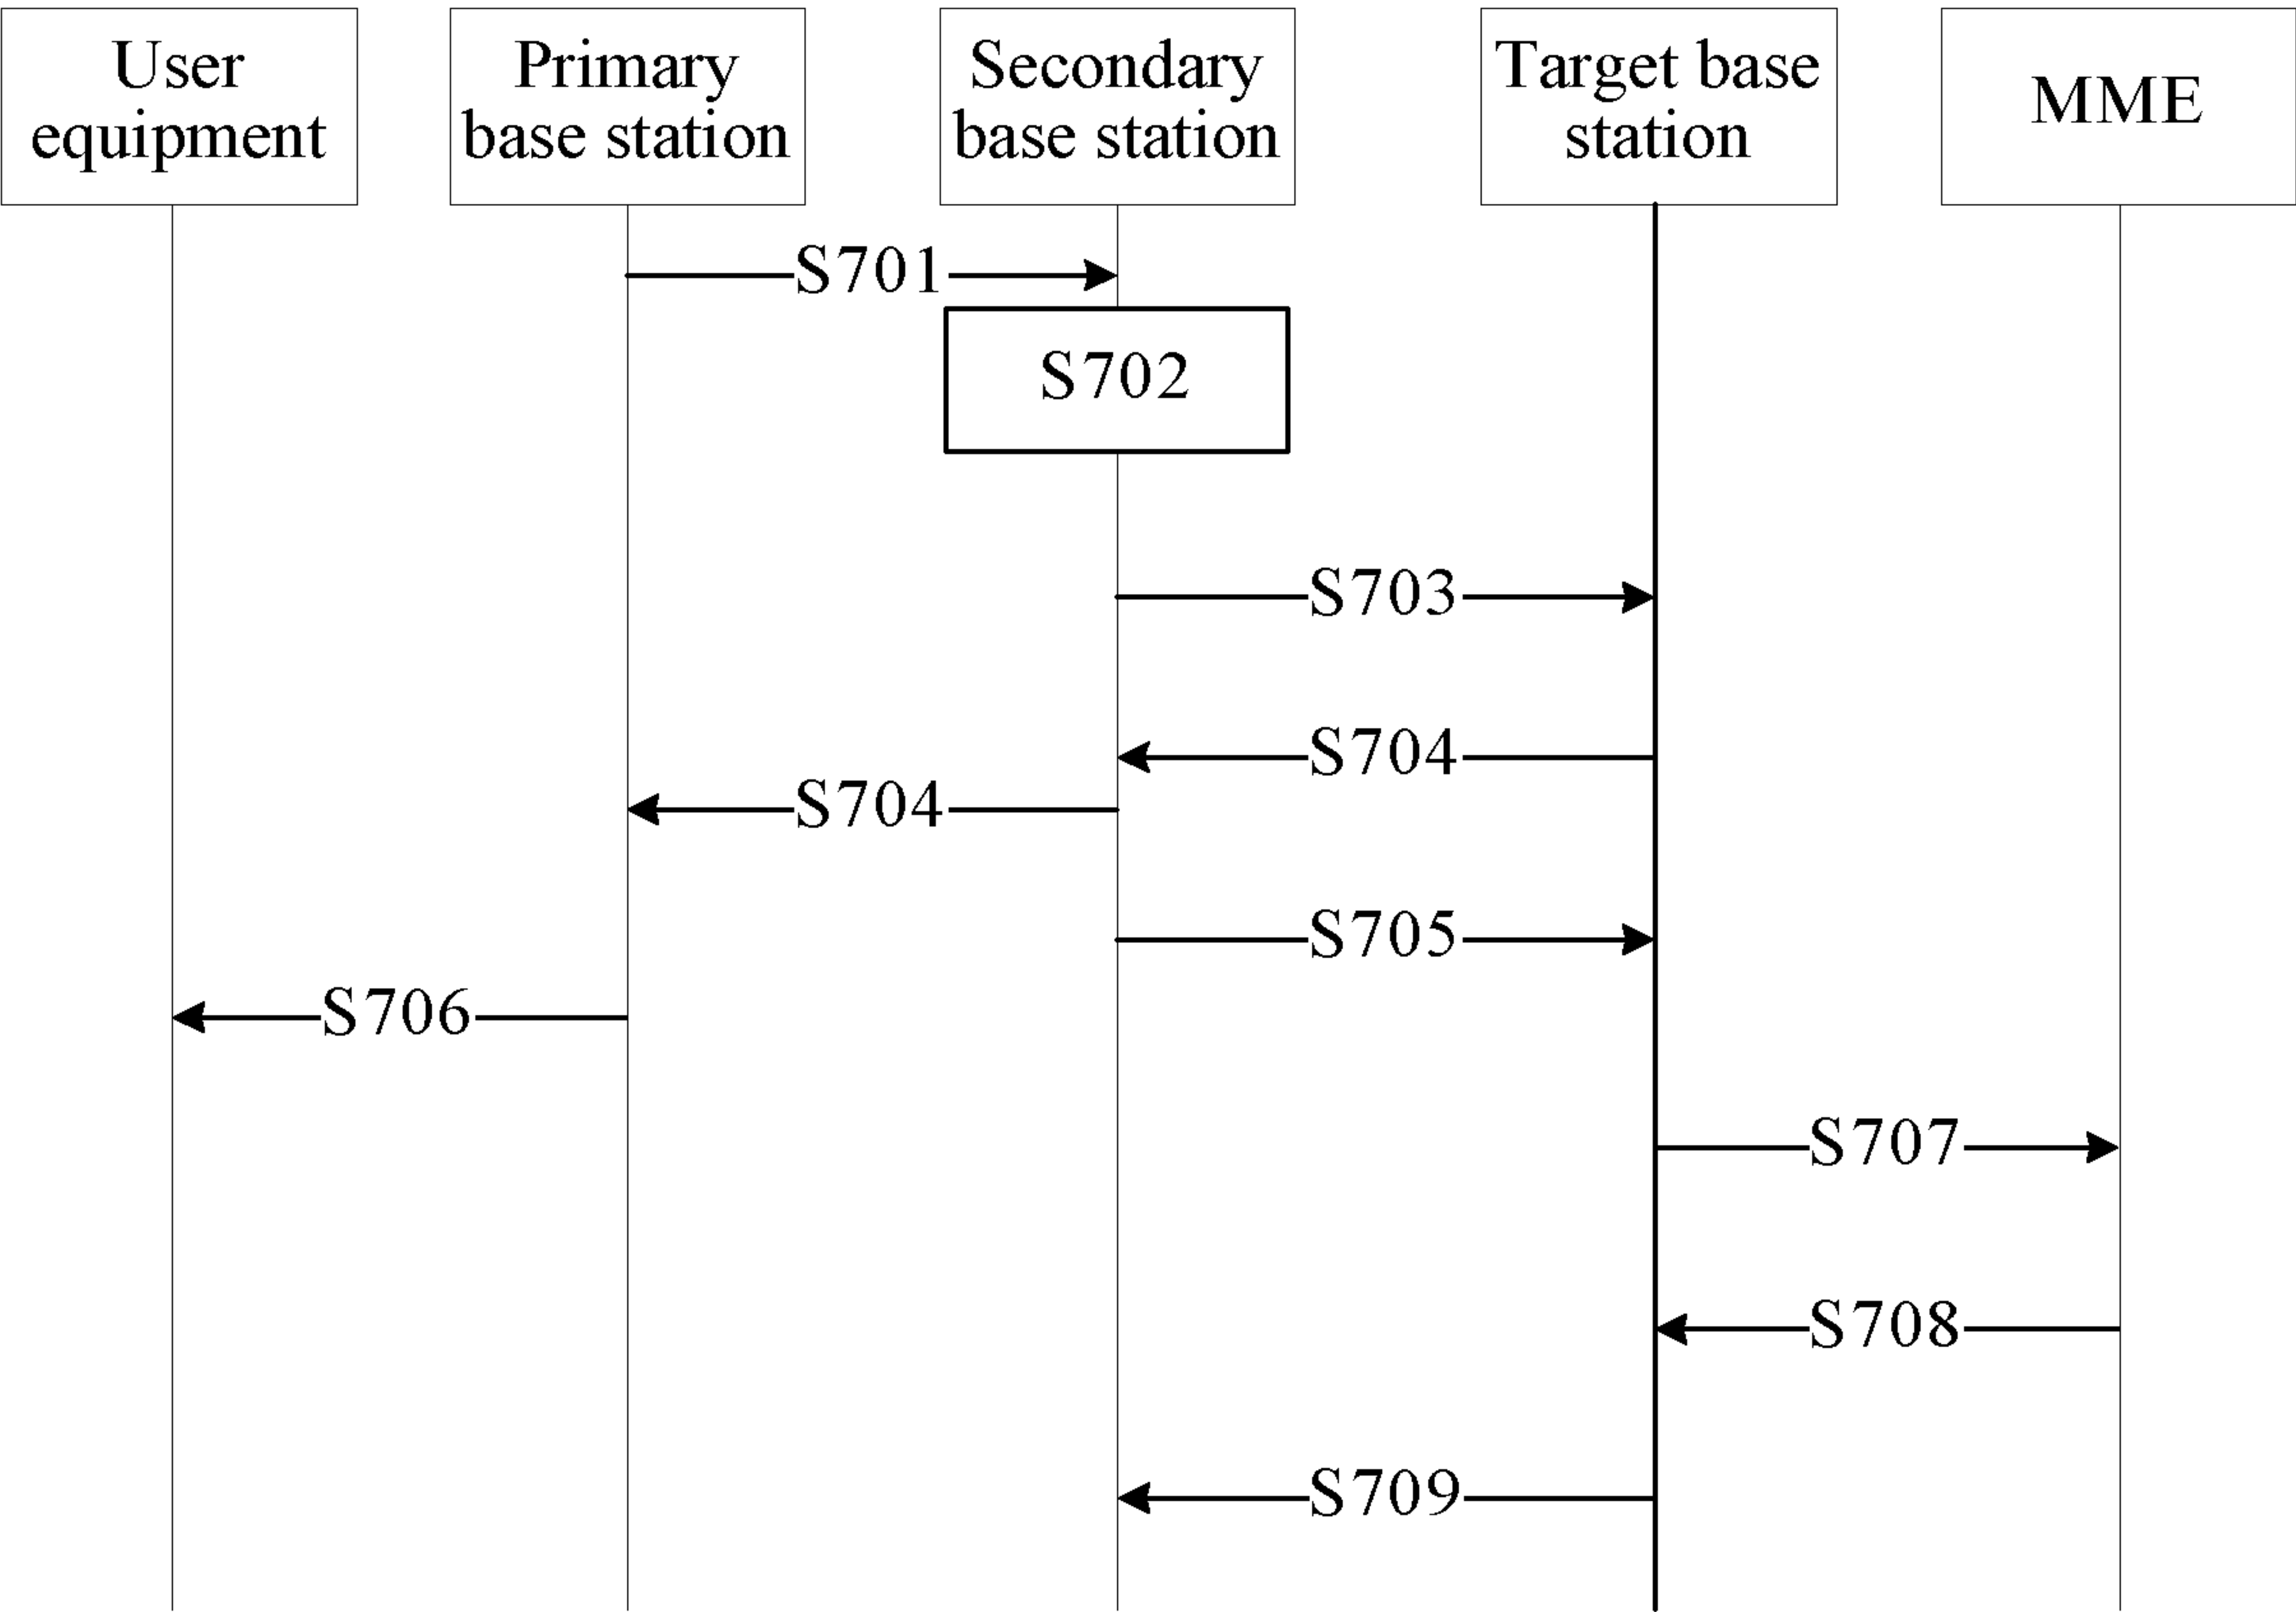 User
equipment
Primary
base station
Secondary
base station
Target base
station
MME
S701
S702
S703
S704
S704
S705
S706
S707
S708
S709